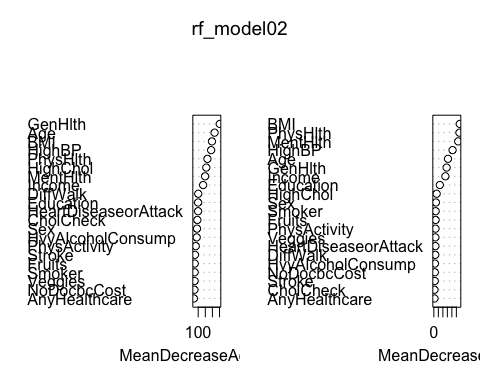 rf_model02
GenHlth
Age
BMI
HighBP
PhysHlth
HighChol
MentHlth
Income
DiffWalk
Education
HeartDiseaseorAttack
CholCheck
Sex
HvyAlcoholConsump
PhysActivity
Stroke
Fruits
Smoker
Veggies
NoDocbcCost
AnyHealthcare
100
MeanDecreaseAc
BMI
PhysHlth
MentHlth
HighBP
Age
GenHlth
Income
Education
HighChol
Sex
Smoker
Fruits
PhysActivity
Veggies
HeartDiseaseorAttack
DiffWalk
HvyAlcoholConsump
NoDocbcCost
Stroke
CholCheck
AnyHealthcare
0
MeanDecrease